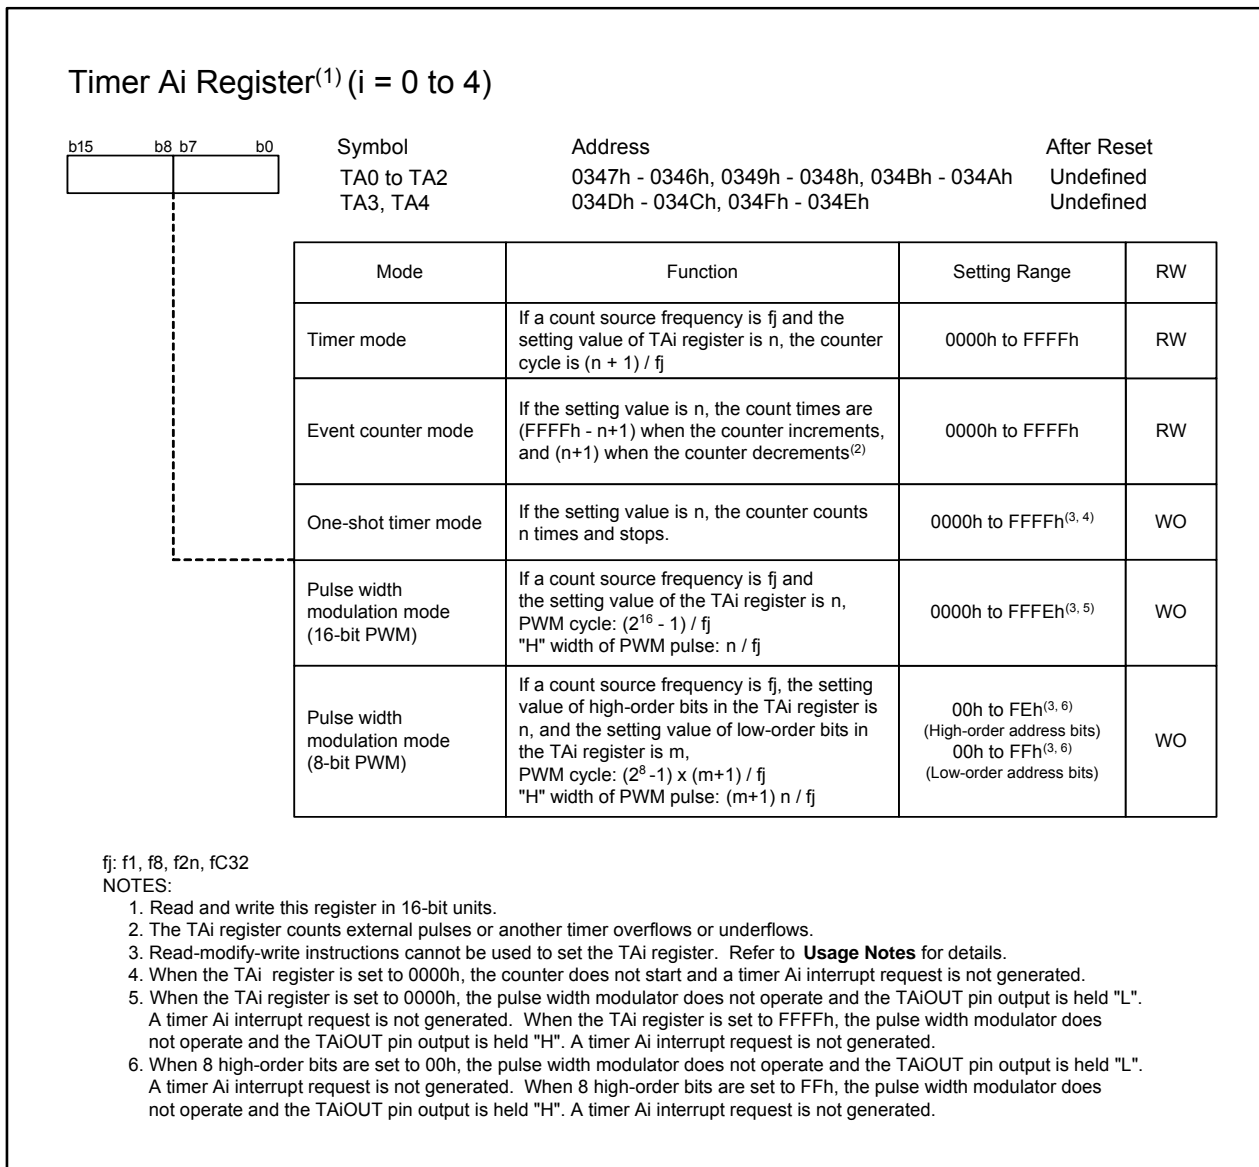 Timer Ai Register(1) (i = 0 to 4)
b15 b8 b7 b0
Symbol Address After Reset
TA0 to TA2 0347h - 0346h, 0349h - 0348h, 034Bh - 034Ah Undefined
TA3, TA4 034Dh - 034Ch, 034Fh - 034Eh Undefined
Mode Function Setting Range RW
Timer mode
If a count source frequency is fj and the
setting value of TAi register is n, the counter
cycle is (n + 1) / fj
0000h to FFFFh
RW
Event counter mode
If the setting value is n, the count times are
(FFFFh - n+1) when the counter increments,
and (n+1) when the counter decrements(2)
0000h to FFFFh
RW
One-shot timer mode
If the setting value is n, the counter counts
n times and stops.
0000h to FFFFh(3, 4)
WO
Pulse width
modulation mode
(16-bit PWM)
If a count source frequency is fj and
the setting value of the TAi register is n,
PWM cycle: (2^16 - 1) / fj
"H" width of PWM pulse: n / fj
0000h to FFFEh(3, 5)
WO
Pulse width
modulation mode
(8-bit PWM)
If a count source frequency is fj, the setting
value of high-order bits in the TAi register is
n, and the setting value of low-order bits in
the TAi register is m,
PWM cycle: (2^8 -1) x (m+1) / fj
"H" width of PWM pulse: (m+1) n / fj
00h to FEh(3, 6)
(High-order address bits)
00h to FFh(3, 6)
(Low-order address bits)
WO
fj: f1, f8, f2n, fC32
NOTES:
1. Read and write this register in 16-bit units.
2. The TAi register counts external pulses or another timer overflows or underflows.
3. Read-modify-write instructions cannot be used to set the TAi register. Refer to Usage Notes for details.
4. When the TAi register is set to 0000h, the counter does not start and a timer Ai interrupt request is not generated.
5. When the TAi register is set to 0000h, the pulse width modulator does not operate and the TAiOUT pin output is held "L".
A timer Ai interrupt request is not generated. When the TAi register is set to FFFFh, the pulse width modulator does
not operate and the TAiOUT pin output is held "H". A timer Ai interrupt request is not generated.
6. When 8 high-order bits are set to 00h, the pulse width modulator does not operate and the TAiOUT pin output is held "L".
A timer Ai interrupt request is not generated. When 8 high-order bits are set to FFh, the pulse width modulator does
not operate and the TAiOUT pin output is held "H". A timer Ai interrupt request is not generated.